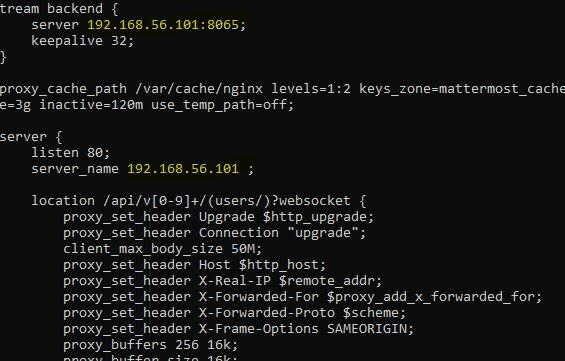 tream backend {
server 192.168.56.101:8065;
keepalive 32;
}
proxy_cache_path /var/cache/nginx levels=1:2 keys_zone=mattermost_cache
e=3g inactive=120m use_temp_path=off;
server {
listen 80;
server_name 192.168.56.101 ;
location /api/v[0-9]+/(users/)?websocket {
proxy_set_header Upgrade $http_upgrade;
proxy_set_header Connection "upgrade";
client_max_body_size 50M;
proxy_set_header Host $http_host;
proxy_set_header X-Real-IP $remote_addr;
proxy_set_header X-Forwarded-For $proxy_add_x_forwarded_for;
proxy_set_header X-Forwarded-Proto $scheme;
proxy_set_header X-Frame-Options SAMEORIGIN;
proxy_buffers 256 16k;
proxy_buffer_size 16k;